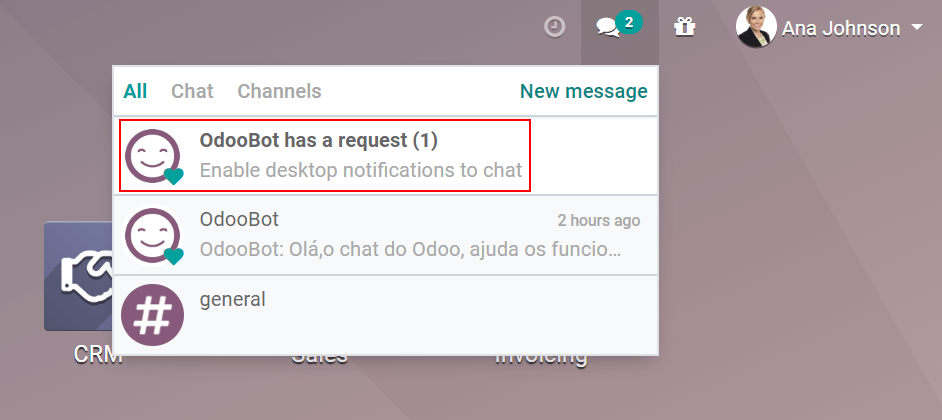 2
Ana Johnson
All Chat Channels New message
OdooBot has a request (1)
Enable desktop notifications to chat
OdooBot 2 hours ago
OdooBot: Olá,o chat do Odoo, ajuda os funcio...
general
CRM Sales Invoicing